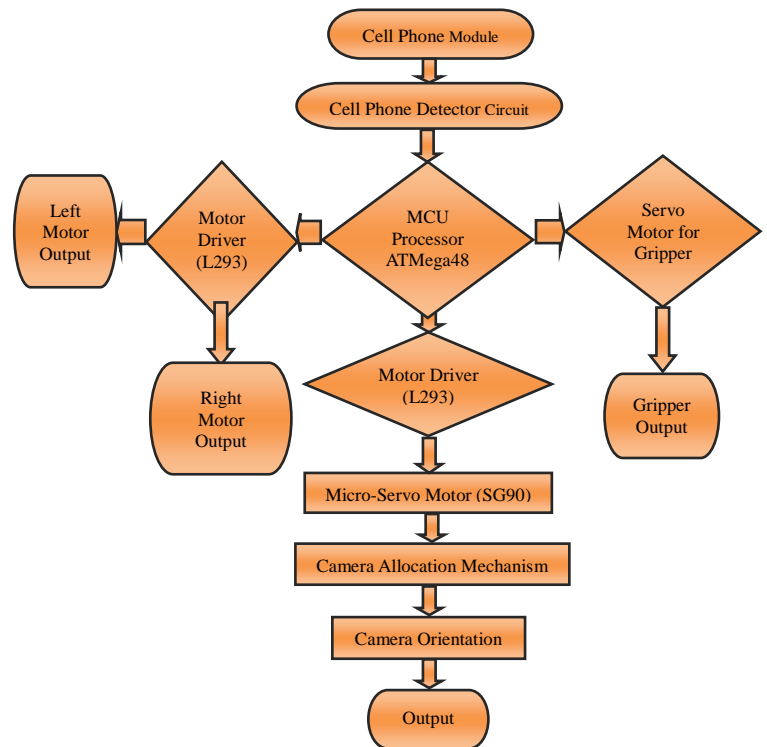 Cell Phone Module
Cell Phone Detector Circuit
Left
Motor
Output
Motor
Driver
(L293)
MCU
Processor
ATMega48
Servo
Motor for
Gripper
Right
Motor
Output
Motor Driver
(L293)
Gripper
Output
Micro-Servo Motor (SG90)
Camera Allocation Mechanism
Camera Orientation
Output